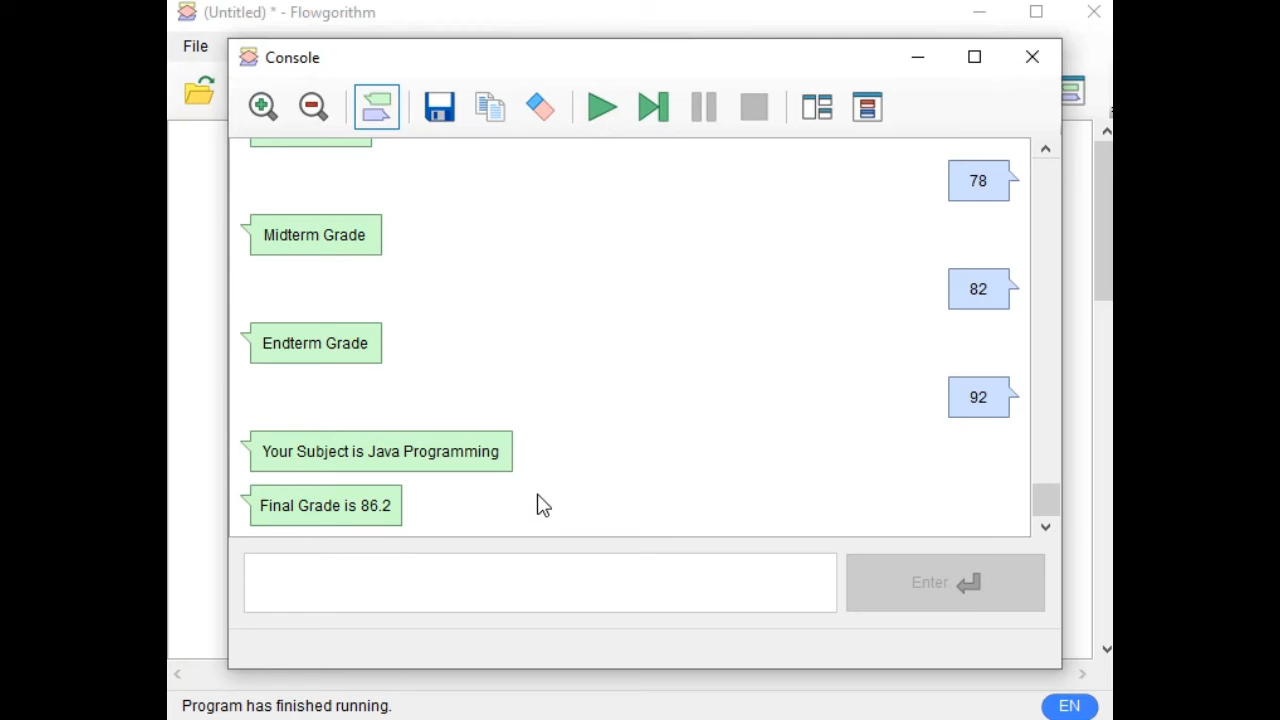 (Untitled) * - Flowgorithm
File
Console
78
Midterm Grade
82
Endterm Grade
92
Your Subject is Java Programming
Final Grade is 86.2
Enter
Program has finished running.
EN